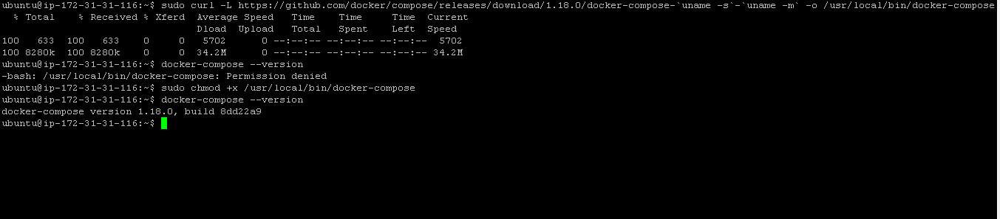 ubuntu@ip-172-31-31-116:~$ sudo curl -L https://github.com/docker/compose/releases/download/1.18.0/docker-compose-`uname -s`-`uname -m` -o /usr/local/bin/docker-compose
% Total % Received % Xferd Average Speed Time Time Time Current
Dload Upload Total Spent Left Speed
100 633 100 633 0 0 5702 0 --:--:-- --:--:-- --:--:-- 5702
100 8280k 100 8280k 0 0 34.2M 0 --:--:-- --:--:-- --:--:-- 34.2M
ubuntu@ip-172-31-31-116:~$ docker-compose --version
-bash: /usr/local/bin/docker-compose: Permission denied
ubuntu@ip-172-31-31-116:~$ sudo chmod +x /usr/local/bin/docker-compose
ubuntu@ip-172-31-31-116:~$ docker-compose --version
docker-compose version 1.18.0, build 8dd22a9
ubuntu@ip-172-31-31-116:~$